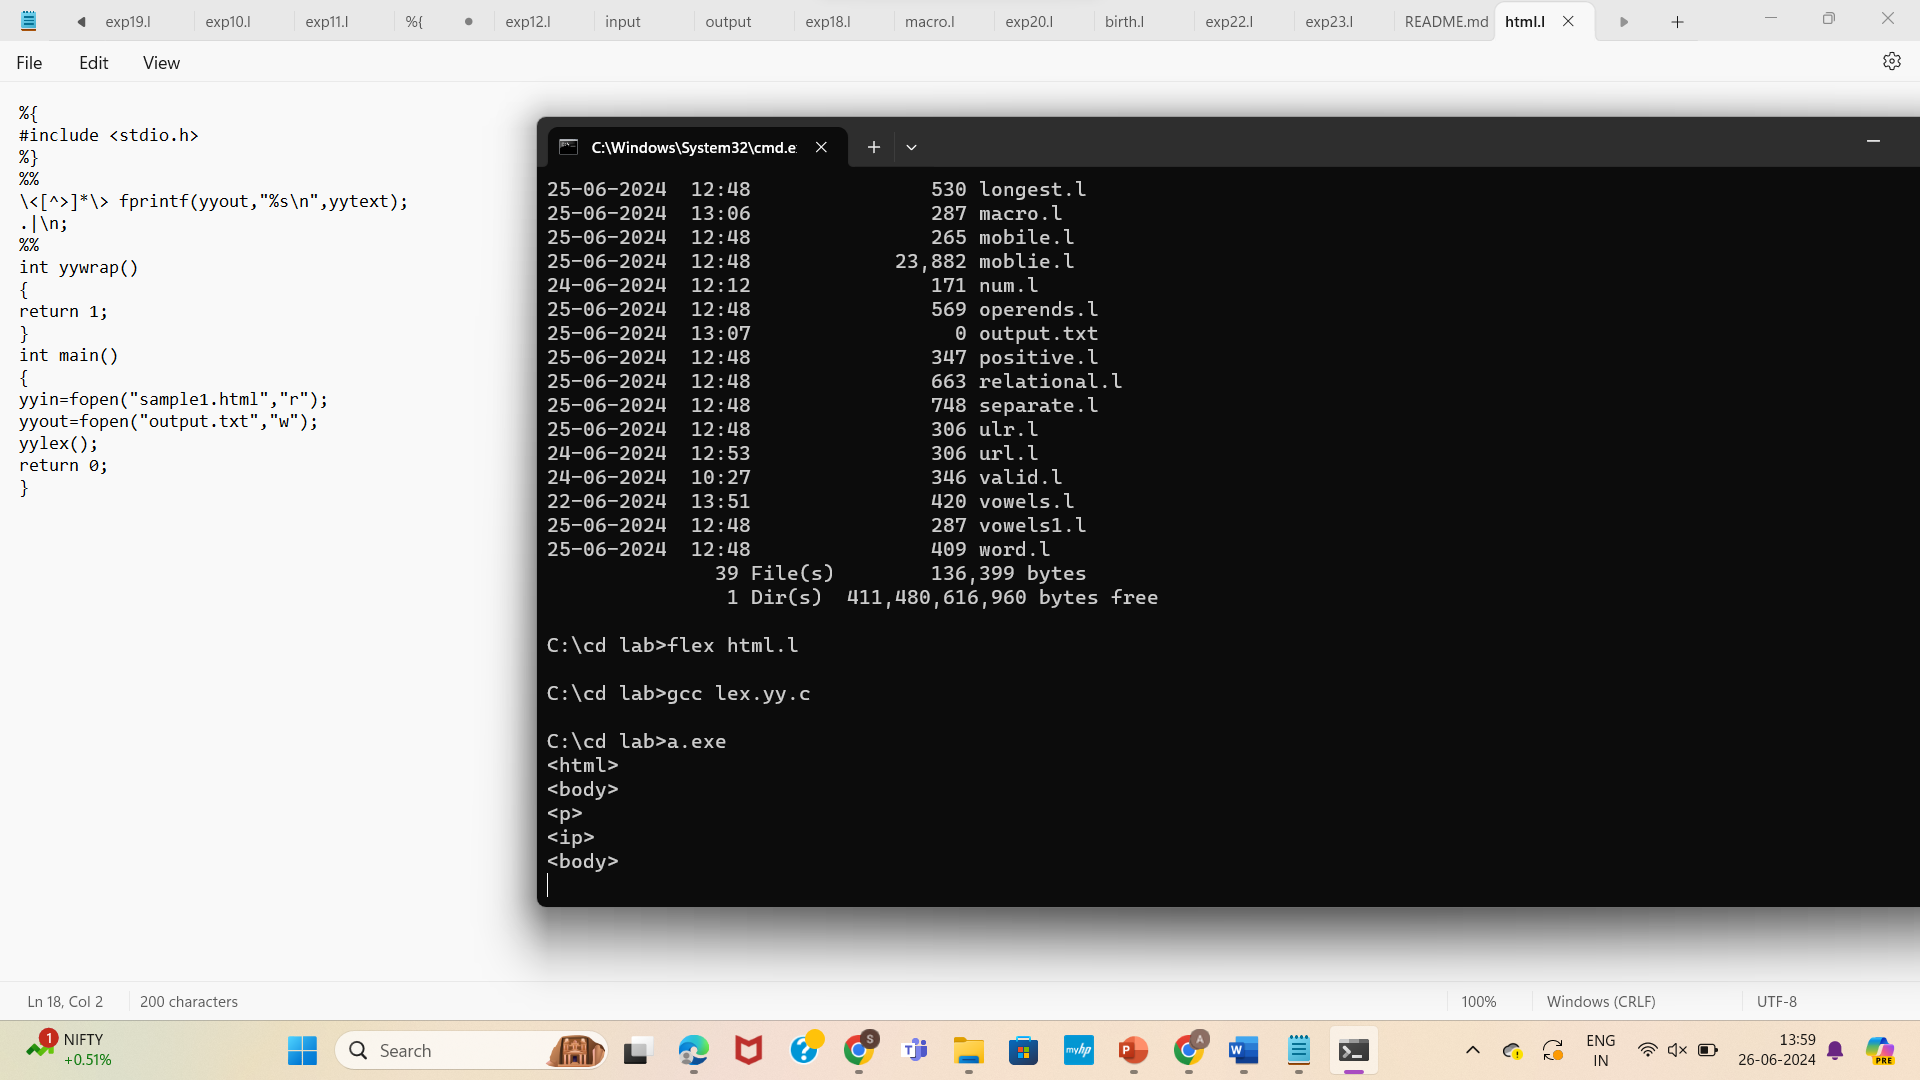 exp19.l exp10.l exp11.l %{ exp12.l input output exp18.l macro.l exp20.l birth.l exp22.l exp23.l README.md html.l
File Edit View
%{
#include <stdio.h>
%}
%%
\<[^>]*\> fprintf(yyout,"%s\n",yytext);
.|\n;
%%
int yywrap()
{
return 1;
}
int main()
{
yyin=fopen("sample1.html","r");
yyout=fopen("output.txt","w");
yylex();
return 0;
}
C:\Windows\System32\cmd.e
25-06-2024  12:48               530 longest.l
25-06-2024  13:06               287 macro.l
25-06-2024  12:48               265 mobile.l
25-06-2024  12:48            23,882 moblie.l
24-06-2024  12:12               171 num.l
25-06-2024  12:48               569 operends.l
25-06-2024  13:07                 0 output.txt
25-06-2024  12:48               347 positive.l
25-06-2024  12:48               663 relational.l
25-06-2024  12:48               748 separate.l
25-06-2024  12:48               306 ulr.l
24-06-2024  12:53               306 url.l
24-06-2024  10:27               346 valid.l
22-06-2024  13:51               420 vowels.l
25-06-2024  12:48               287 vowels1.l
25-06-2024  12:48               409 word.l
39 File(s)        136,399 bytes
1 Dir(s)  411,480,616,960 bytes free
C:\cd lab>flex html.l
C:\cd lab>gcc lex.yy.c
C:\cd lab>a.exe
<html>
<body>
<p>
<ip>
<body>
Ln 18, Col 2 200 characters 100% Windows (CRLF) UTF-8
1 NIFTY
+0.51%
Search
S
myhp
A
ENG
IN
13:59
26-06-2024
PRE